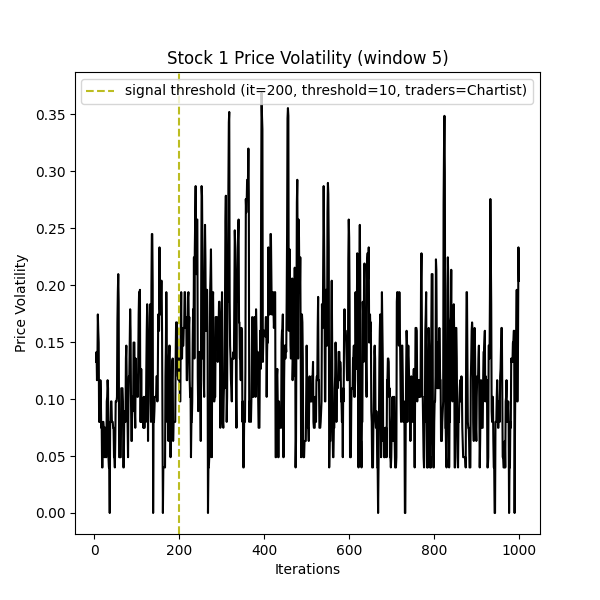 Stock 1 Price Volatility (window 5)
signal threshold (it=200, threshold=10, traders=Chartist)
0.35
0.30
0.25
0.20
0.15
0.10
0.05
0.00
Price Volatility
0 200 400 600 800 1000
Iterations